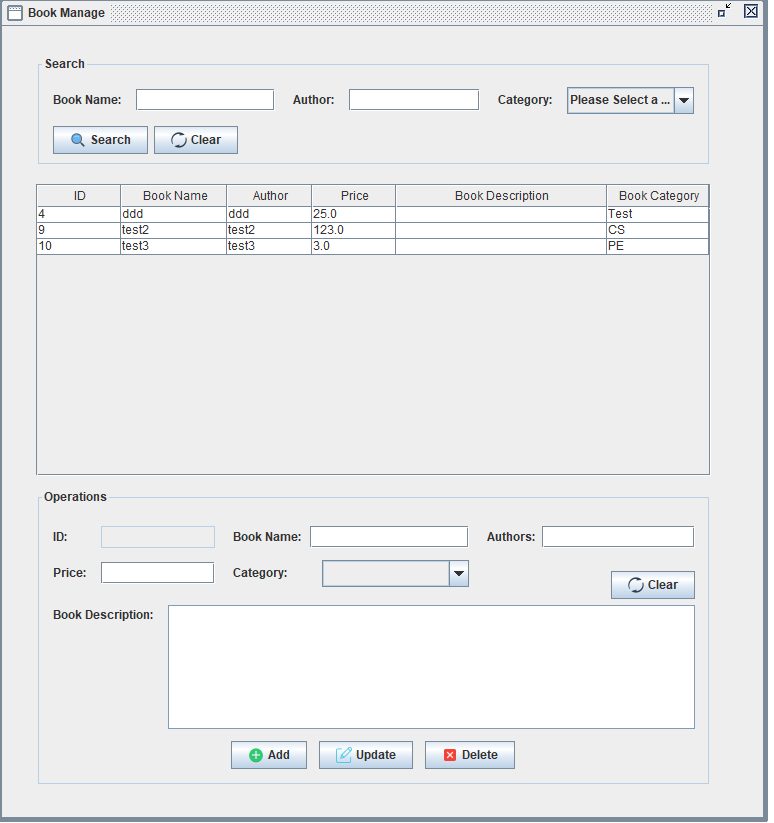 Book Manage
Search
Book Name: Author: Category: Please Select a ...
Search Clear
ID Book Name Author Price Book Description Book Category
4 ddd ddd 25.0 Test
9 test2 test2 123.0 CS
10 test3 test3 3.0 PE
Operations
ID: Book Name: Authors:
Price: Category:
Clear
Book Description:
Add Update Delete